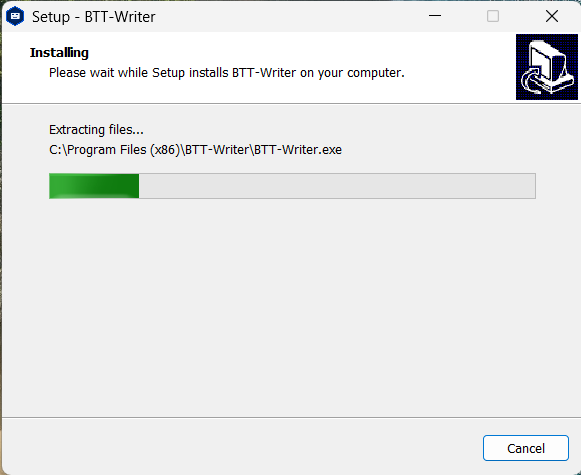 Setup - BTT-Writer
Installing
Please wait while Setup installs BTT-Writer on your computer.
Extracting files...
C:\Program Files (x86)\BTT-Writer\BTT-Writer.exe
Cancel